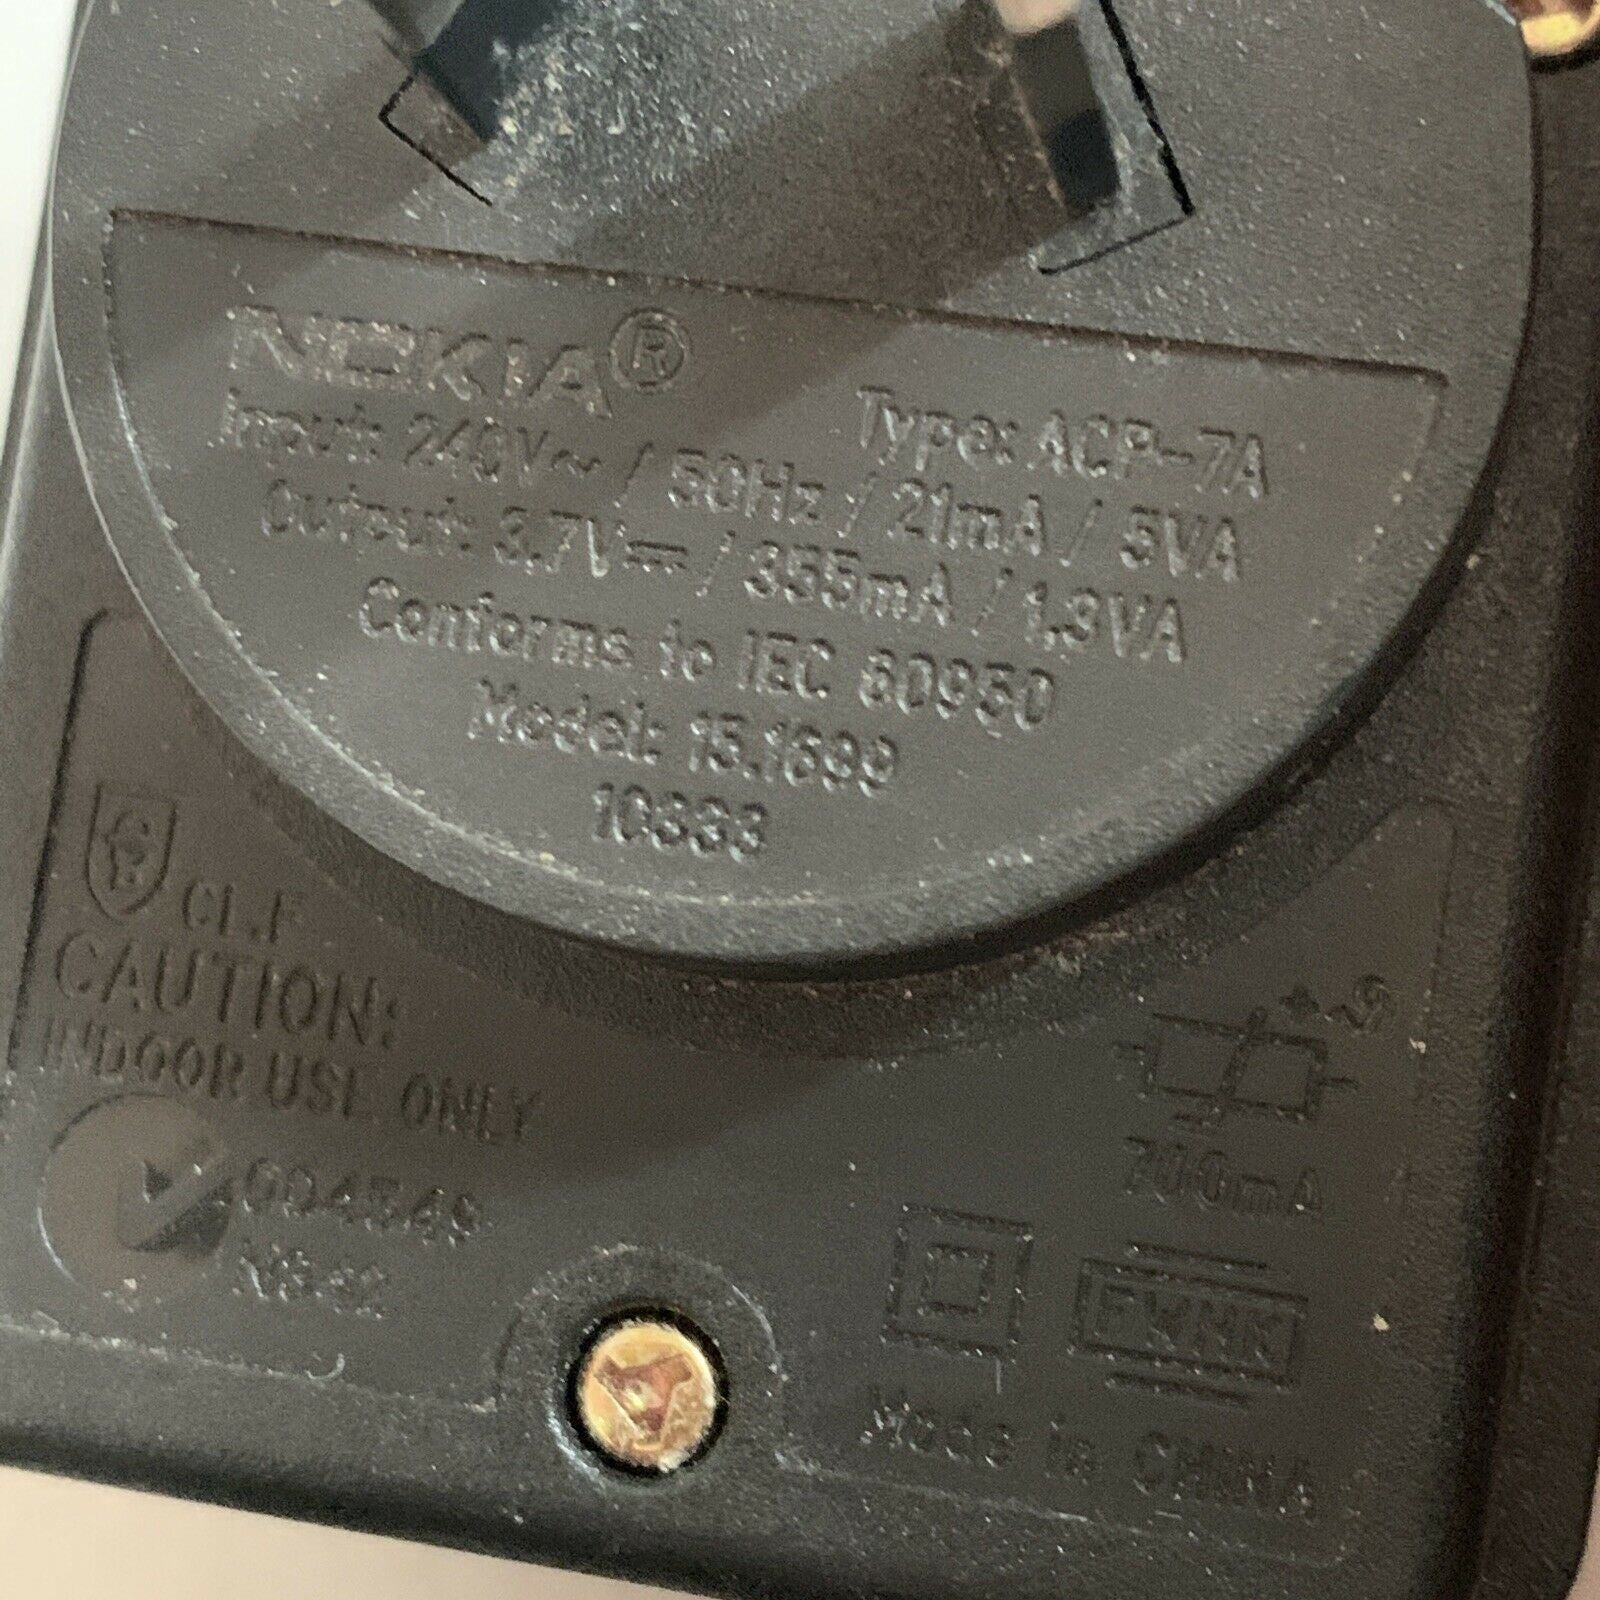 NOKIA®
Type: ACP-7A
Input: 240V~ / 50Hz / 21mA / 5VA
Output: 3.7V⎓ / 355mA / 1.3VA
Conforms to IEC 60950
Model: 15.1699
10333
CAUTION:
INDOOR USE ONLY
700mA
Made in CHINA